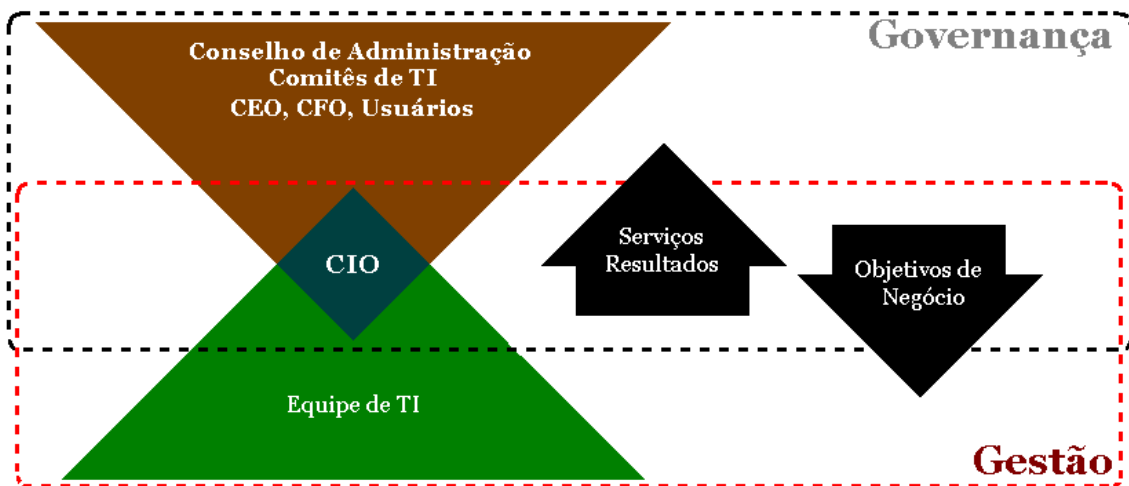 Governança
Conselho de Administração
Comitês de TI
CEO, CFO, Usuários
CIO
Serviços
Resultados
Objetivos de
Negócio
Equipe de TI
Gestão